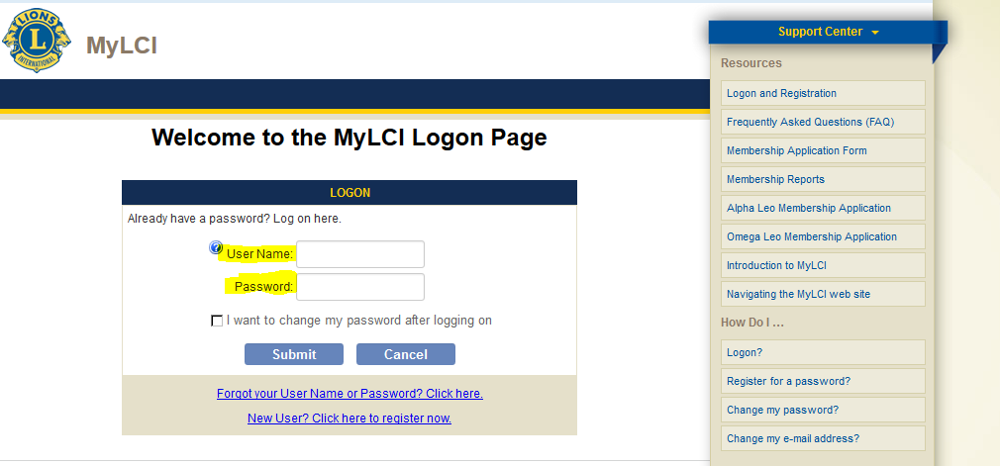 LIONS
L
INTERNATIONAL
MyLCI
Welcome to the MyLCI Logon Page
LOGON
Already have a password? Log on here.
? User Name:
Password:
I want to change my password after logging on
Submit Cancel
Forgot your User Name or Password? Click here.
New User? Click here to register now.
Support Center
Resources
Logon and Registration
Frequently Asked Questions (FAQ)
Membership Application Form
Membership Reports
Alpha Leo Membership Application
Omega Leo Membership Application
Introduction to MyLCI
Navigating the MyLCI web site
How Do I ...
Logon?
Register for a password?
Change my password?
Change my e-mail address?